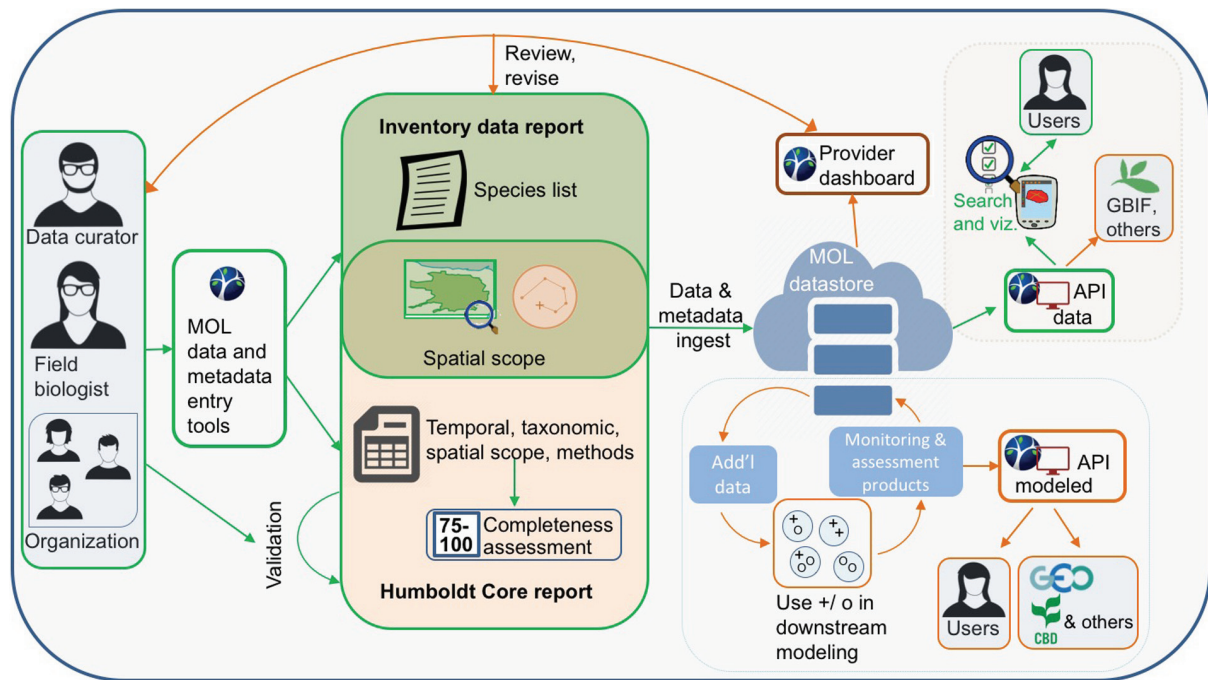 Review,
revise
Data curator
Field
biologist
Organization
MOL
data and
metadata
entry
tools
Validation
Inventory data report
Species list
Spatial scope
Temporal, taxonomic,
spatial scope, methods
75-
100
Completeness
assessment
Humboldt Core report
Data &
metadata
ingest
Provider
dashboard
MOL
datastore
Users
Search
and viz.
GBIF,
others
API
data
Add'l
data
Monitoring &
assessment
products
+
o
+
+
+
o o
o o
Use +/ o in
downstream
modeling
API
modeled
Users
GEO
CBD
& others